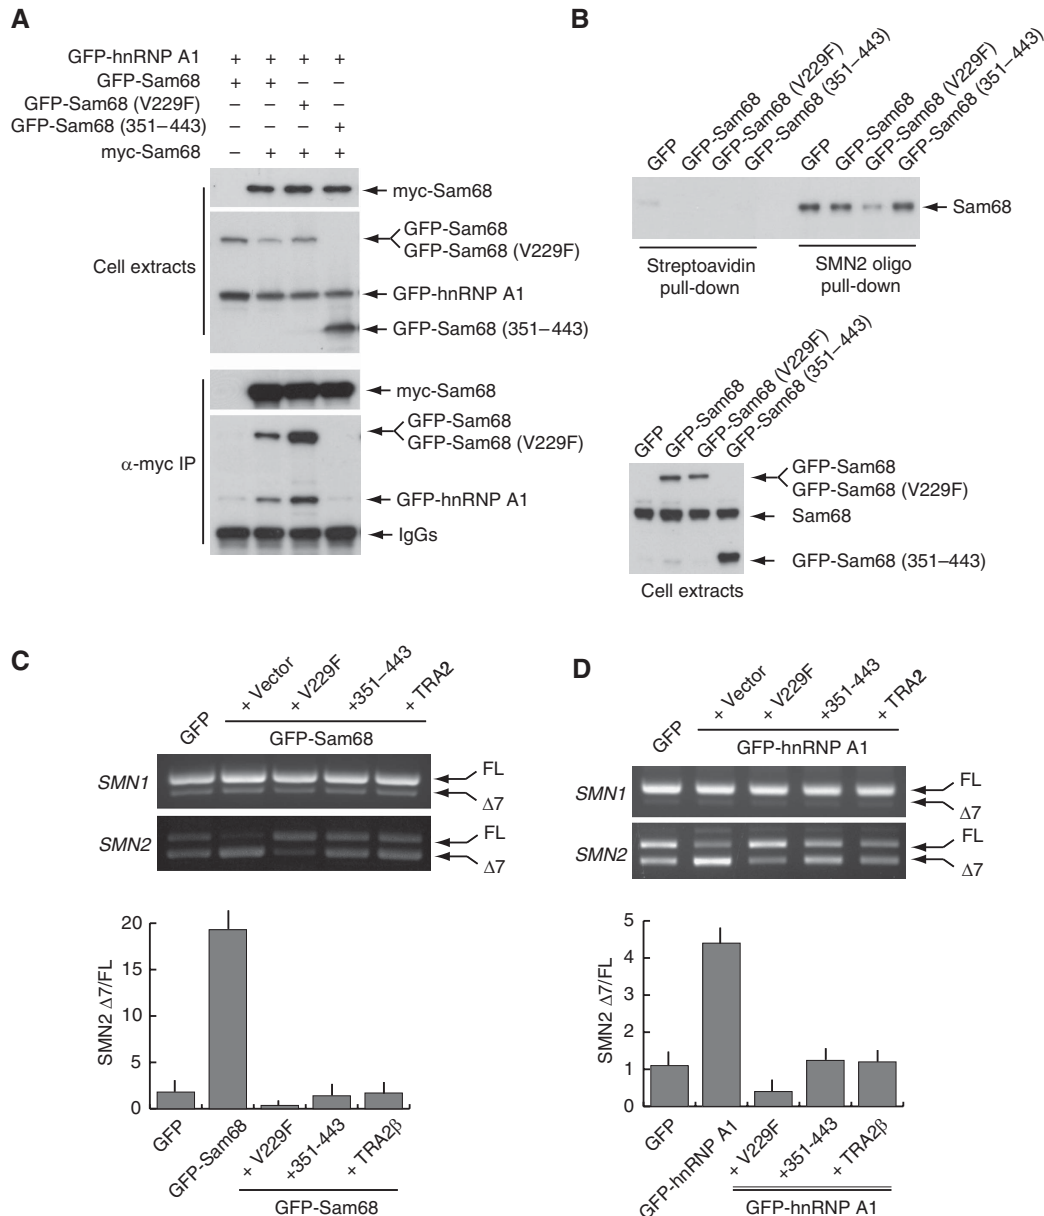 A
GFP-hnRNP A1 + + + +
GFP-Sam68 + + – –
GFP-Sam68 (V229F) – – + –
GFP-Sam68 (351–443) – – – +
myc-Sam68 – + + +
Cell extracts
myc-Sam68
GFP-Sam68
GFP-Sam68 (V229F)
GFP-hnRNP A1
GFP-Sam68 (351–443)
α-myc IP
myc-Sam68
GFP-Sam68
GFP-Sam68 (V229F)
GFP-hnRNP A1
IgGs
B
GFP
GFP-Sam68
GFP-Sam68 (V229F)
GFP-Sam68 (351–443)
GFP
GFP-Sam68
GFP-Sam68 (V229F)
GFP-Sam68 (351–443)
Sam68
Streptoavidin
pull-down
SMN2 oligo
pull-down
GFP
GFP-Sam68
GFP-Sam68 (V229F)
GFP-Sam68 (351–443)
GFP-Sam68
GFP-Sam68 (V229F)
Sam68
GFP-Sam68 (351–443)
Cell extracts
C
GFP
+ Vector
+ V229F
+351–443
+ TRA2
GFP-Sam68
SMN1
FL
Δ7
SMN2
FL
Δ7
SMN2 Δ7/FL
20
15
10
5
0
GFP
GFP-Sam68
+ V229F
+351-443
+ TRA2β
GFP-Sam68
D
GFP
+ Vector
+ V229F
+351-443
+ TRA2
GFP-hnRNP A1
SMN1
FL
Δ7
SMN2
FL
Δ7
SMN2 Δ7/FL
5
4
3
2
1
0
GFP
GFP-hnRNP A1
+ V229F
+351-443
+ TRA2β
GFP-hnRNP A1